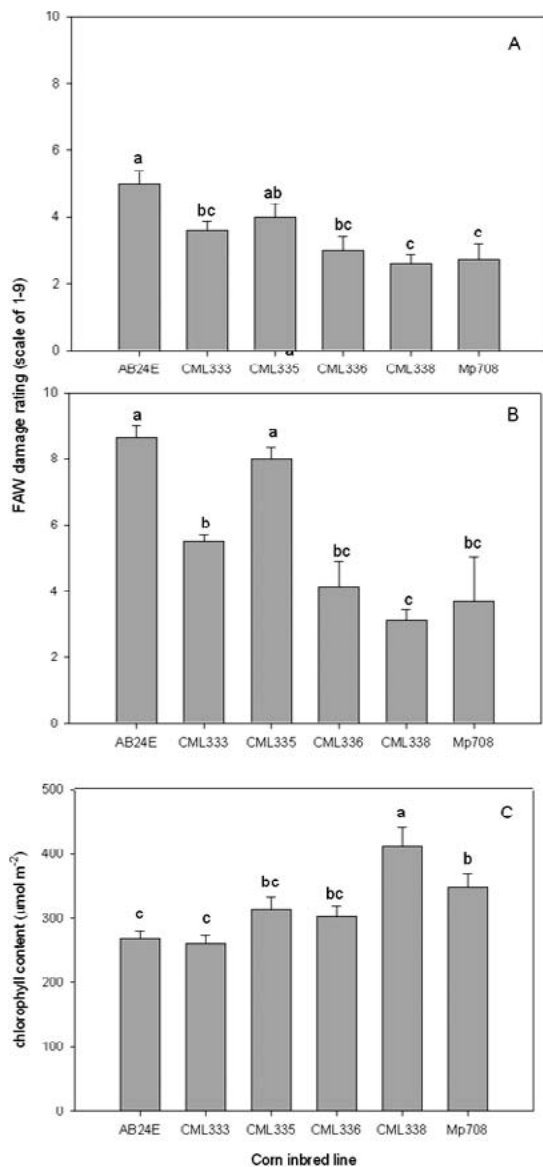 A
10
8
6
4
2
0
a
bc
ab
bc
c
c
AB24E CML333 CML335 CML336 CML338 Mp708
a
FAW damage rating (scale of 1-9)
B
10
8
6
4
2
0
a
b
a
bc
c
bc
AB24E CML333 CML335 CML336 CML338 Mp708
C
500
400
300
200
100
0
chlorophyll content (µmol m⁻²)
c
c
bc
bc
a
b
AB24E CML333 CML335 CML336 CML338 Mp708
Corn inbred line